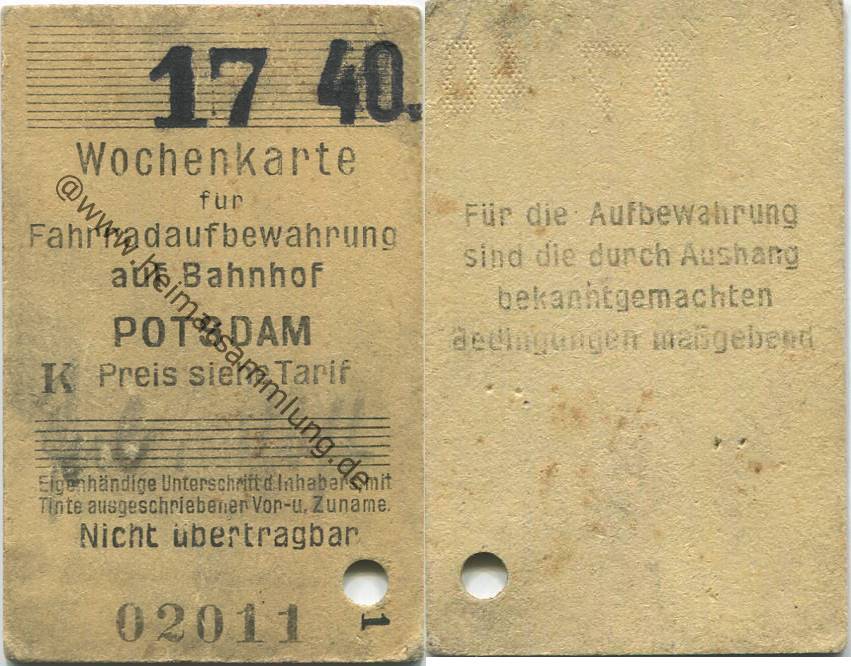 17 40.
Wochenkarte
für
Fahrradaufbewahrung
auf Bahnhof
POTSDAM
K Preis siehe Tarif
Eigenhändige Unterschrift d Inhabers mit
Tinte ausgeschriebener Vor-u. Zuname.
Nicht übertragbar
02011
1
@www.heimatsammlung.de
Für die Aufbewahrung
sind die durch Aushang
bekanntgemachten
Bedingungen maßgebend